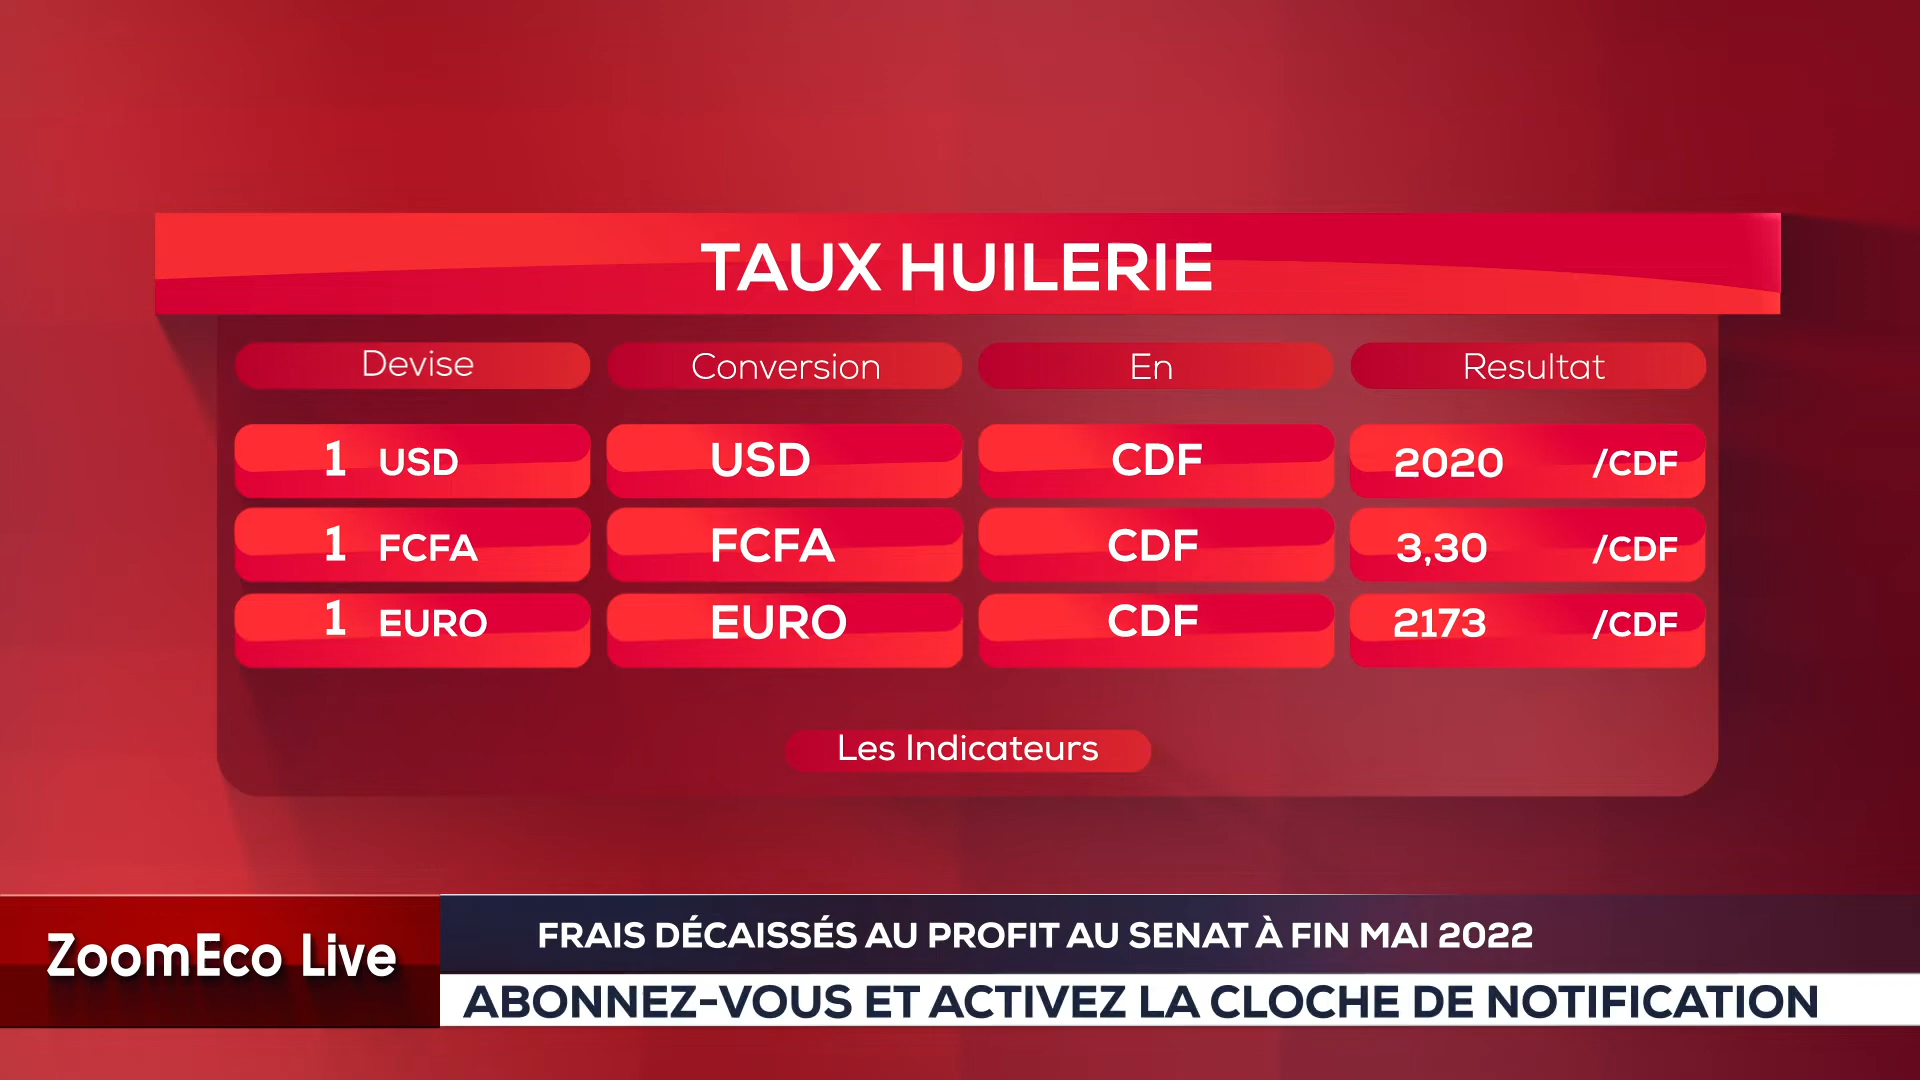 TAUX HUILERIE
Devise Conversion En Resultat
1 USD USD CDF 2020 /CDF
1 FCFA FCFA CDF 3,30 /CDF
1 EURO EURO CDF 2173 /CDF
Les Indicateurs
ZoomEco Live
FRAIS DÉCAISSÉS AU PROFIT AU SENAT À FIN MAI 2022
ABONNEZ-VOUS ET ACTIVEZ LA CLOCHE DE NOTIFICATION